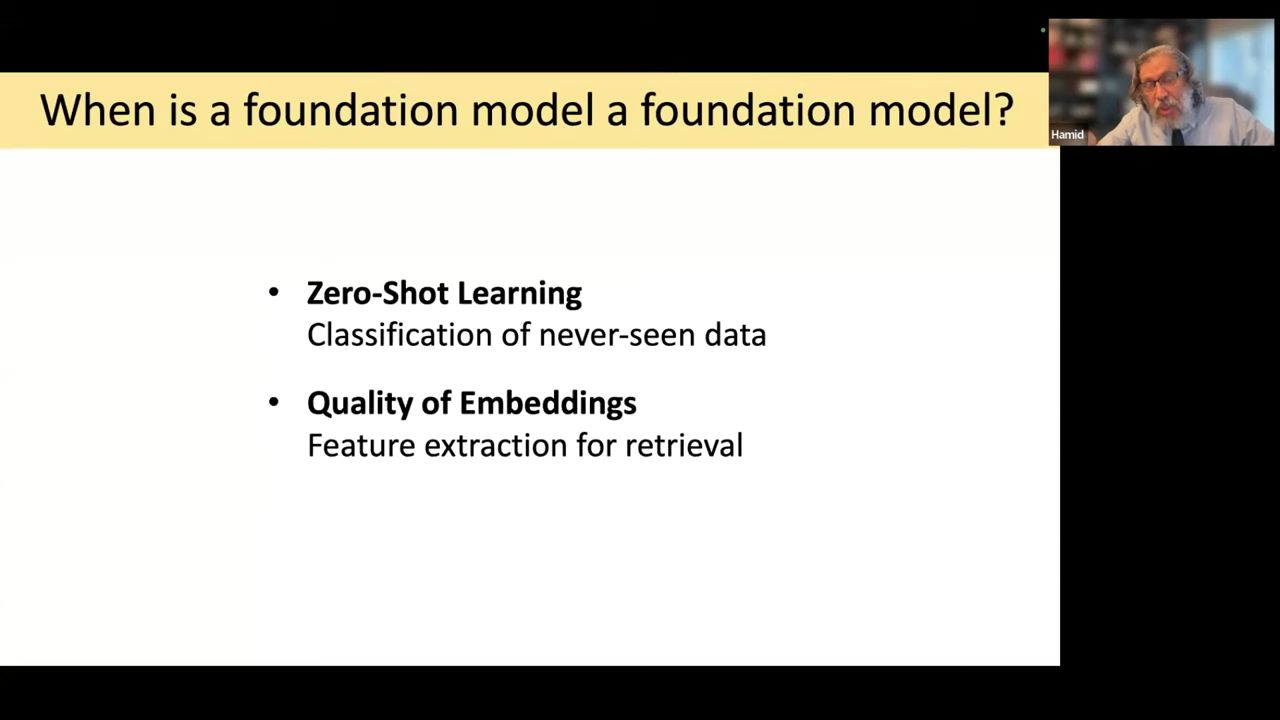 When is a foundation model a foundation model?
Hamid
• Zero-Shot Learning
Classification of never-seen data
• Quality of Embeddings
Feature extraction for retrieval